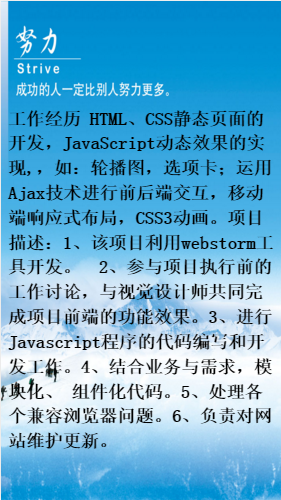 努力
Strive
成功的人一定比别人努力更多。
工作经历 HTML、CSS静态页面的
开发，JavaScript动态效果的实
现,，如：轮播图，选项卡；运用
Ajax技术进行前后端交互，移动
端响应式布局，CSS3动画。项目
描述：1、该项目利用webstorm工
具开发。  2、参与项目执行前的
工作讨论，与视觉设计师共同完
成项目前端的功能效果。3、进行
Javascript程序的代码编写和开
发工作。4、结合业务与需求，模
块化、 组件化代码。5、处理各
个兼容浏览器问题。6、负责对网
站维护更新。